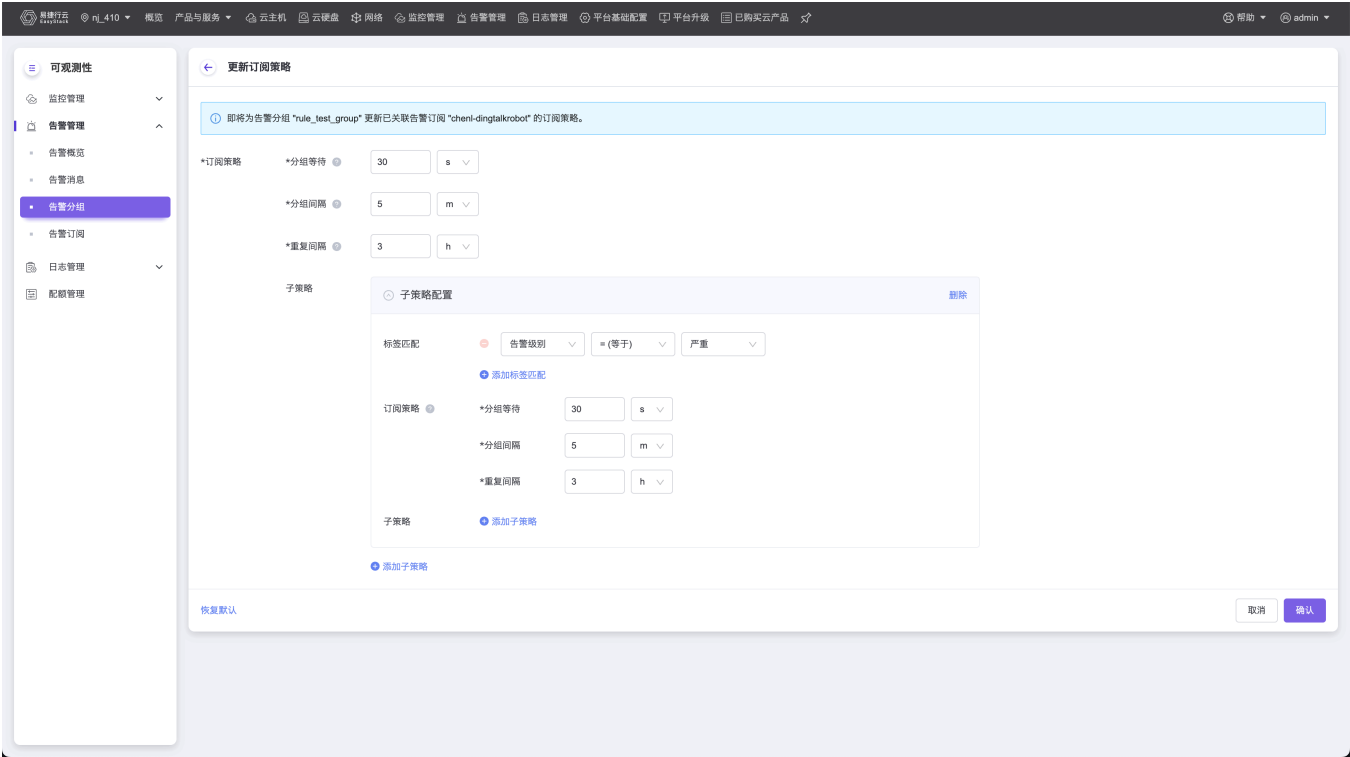 易捷行云 EasyStack nj_410 概览 产品与服务 云主机 云硬盘 网络 监控管理 告警管理 日志管理 平台基础配置 平台升级 已购买云产品 帮助 admin
可观测性
监控管理
告警管理
告警概览
告警消息
告警分组
告警订阅
日志管理
配额管理
更新订阅策略
即将为告警分组 "rule_test_group" 更新已关联告警订阅 "chenl-dingtalkrobot" 的订阅策略。
*订阅策略 *分组等待 30 s
*分组间隔 5 m
*重复间隔 3 h
子策略 子策略配置 删除
标签匹配 告警级别 = (等于) 严重
添加标签匹配
订阅策略 *分组等待 30 s
*分组间隔 5 m
*重复间隔 3 h
子策略 添加子策略
添加子策略
恢复默认 取消 确认